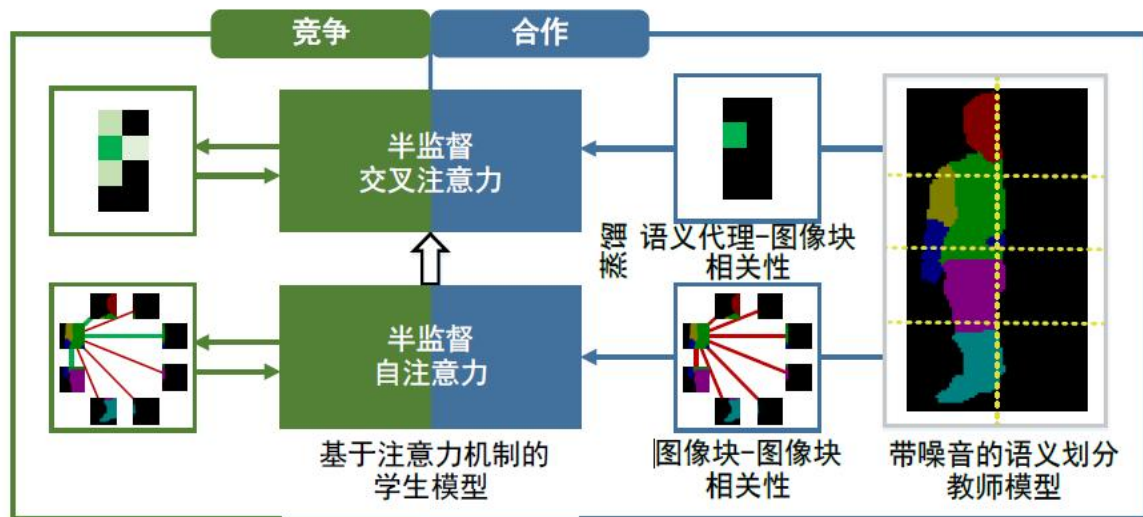 竞争
合作
半监督
交叉注意力
蒸馏
语义代理-图像块
相关性
半监督
自注意力
基于注意力机制的
学生模型
图像块-图像块
相关性
带噪音的语义划分
教师模型